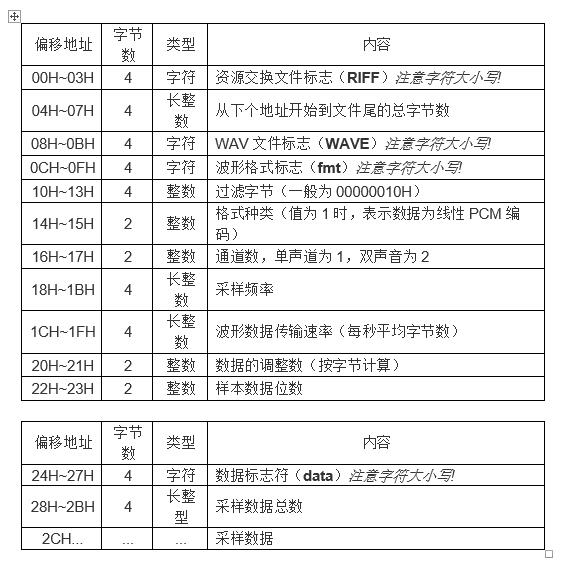 偏移地址 字节数 类型 内容
00H~03H 4 字符 资源交换文件标志（RIFF）注意字符大小写!
04H~07H 4 长整数 从下个地址开始到文件尾的总字节数
08H~0BH 4 字符 WAV 文件标志（WAVE）注意字符大小写!
0CH~0FH 4 字符 波形格式标志（fmt）注意字符大小写!
10H~13H 4 整数 过滤字节（一般为 00000010H）
14H~15H 2 整数 格式种类（值为 1 时，表示数据为线性 PCM 编码）
16H~17H 2 整数 通道数，单声道为 1，双声音为 2
18H~1BH 4 长整数 采样频率
1CH~1FH 4 长整数 波形数据传输速率（每秒平均字节数）
20H~21H 2 整数 数据的调整数（按字节计算）
22H~23H 2 整数 样本数据位数
偏移地址 字节数 类型 内容
24H~27H 4 字符 数据标志符（data）注意字符大小写!
28H~2BH 4 长整型 采样数据总数
2CH... ... ... 采样数据